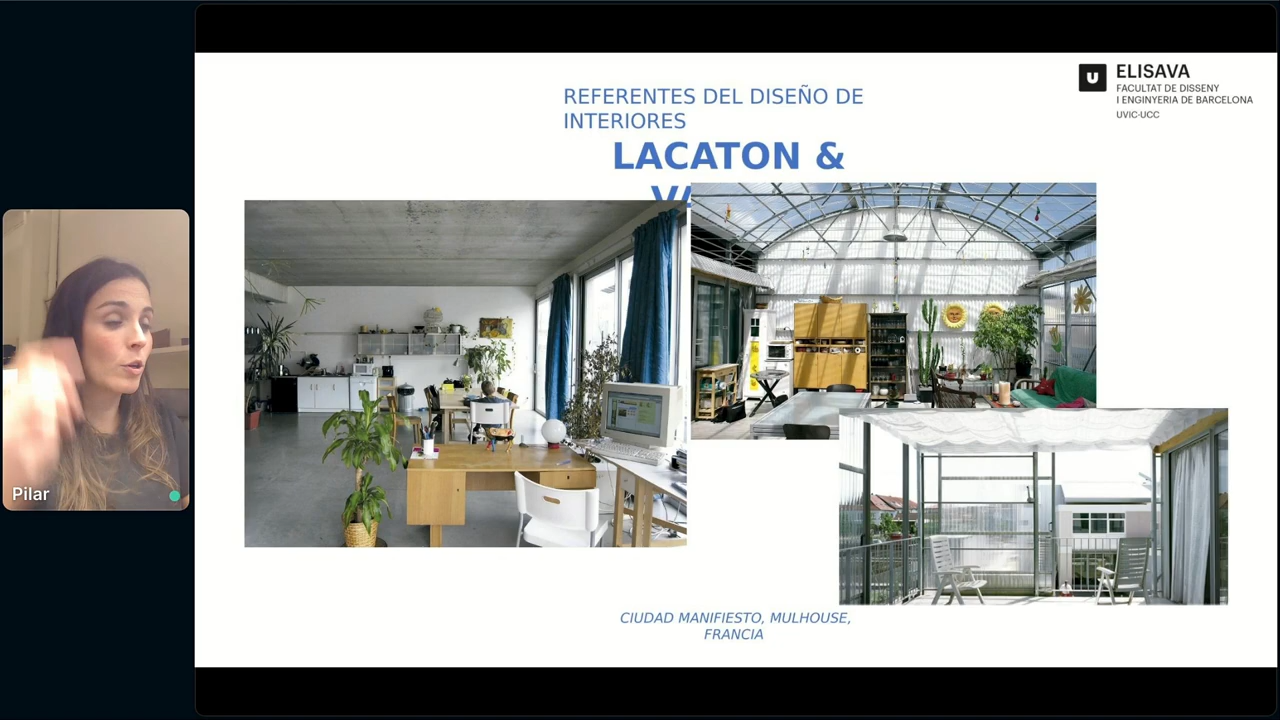 REFERENTES DEL DISEÑO DE
INTERIORES
LACATON &
ELISAVA
FACULTAT DE DISSENY
I ENGINYERIA DE BARCELONA
UVIC·UCC
Pilar
CIUDAD MANIFIESTO, MULHOUSE,
FRANCIA